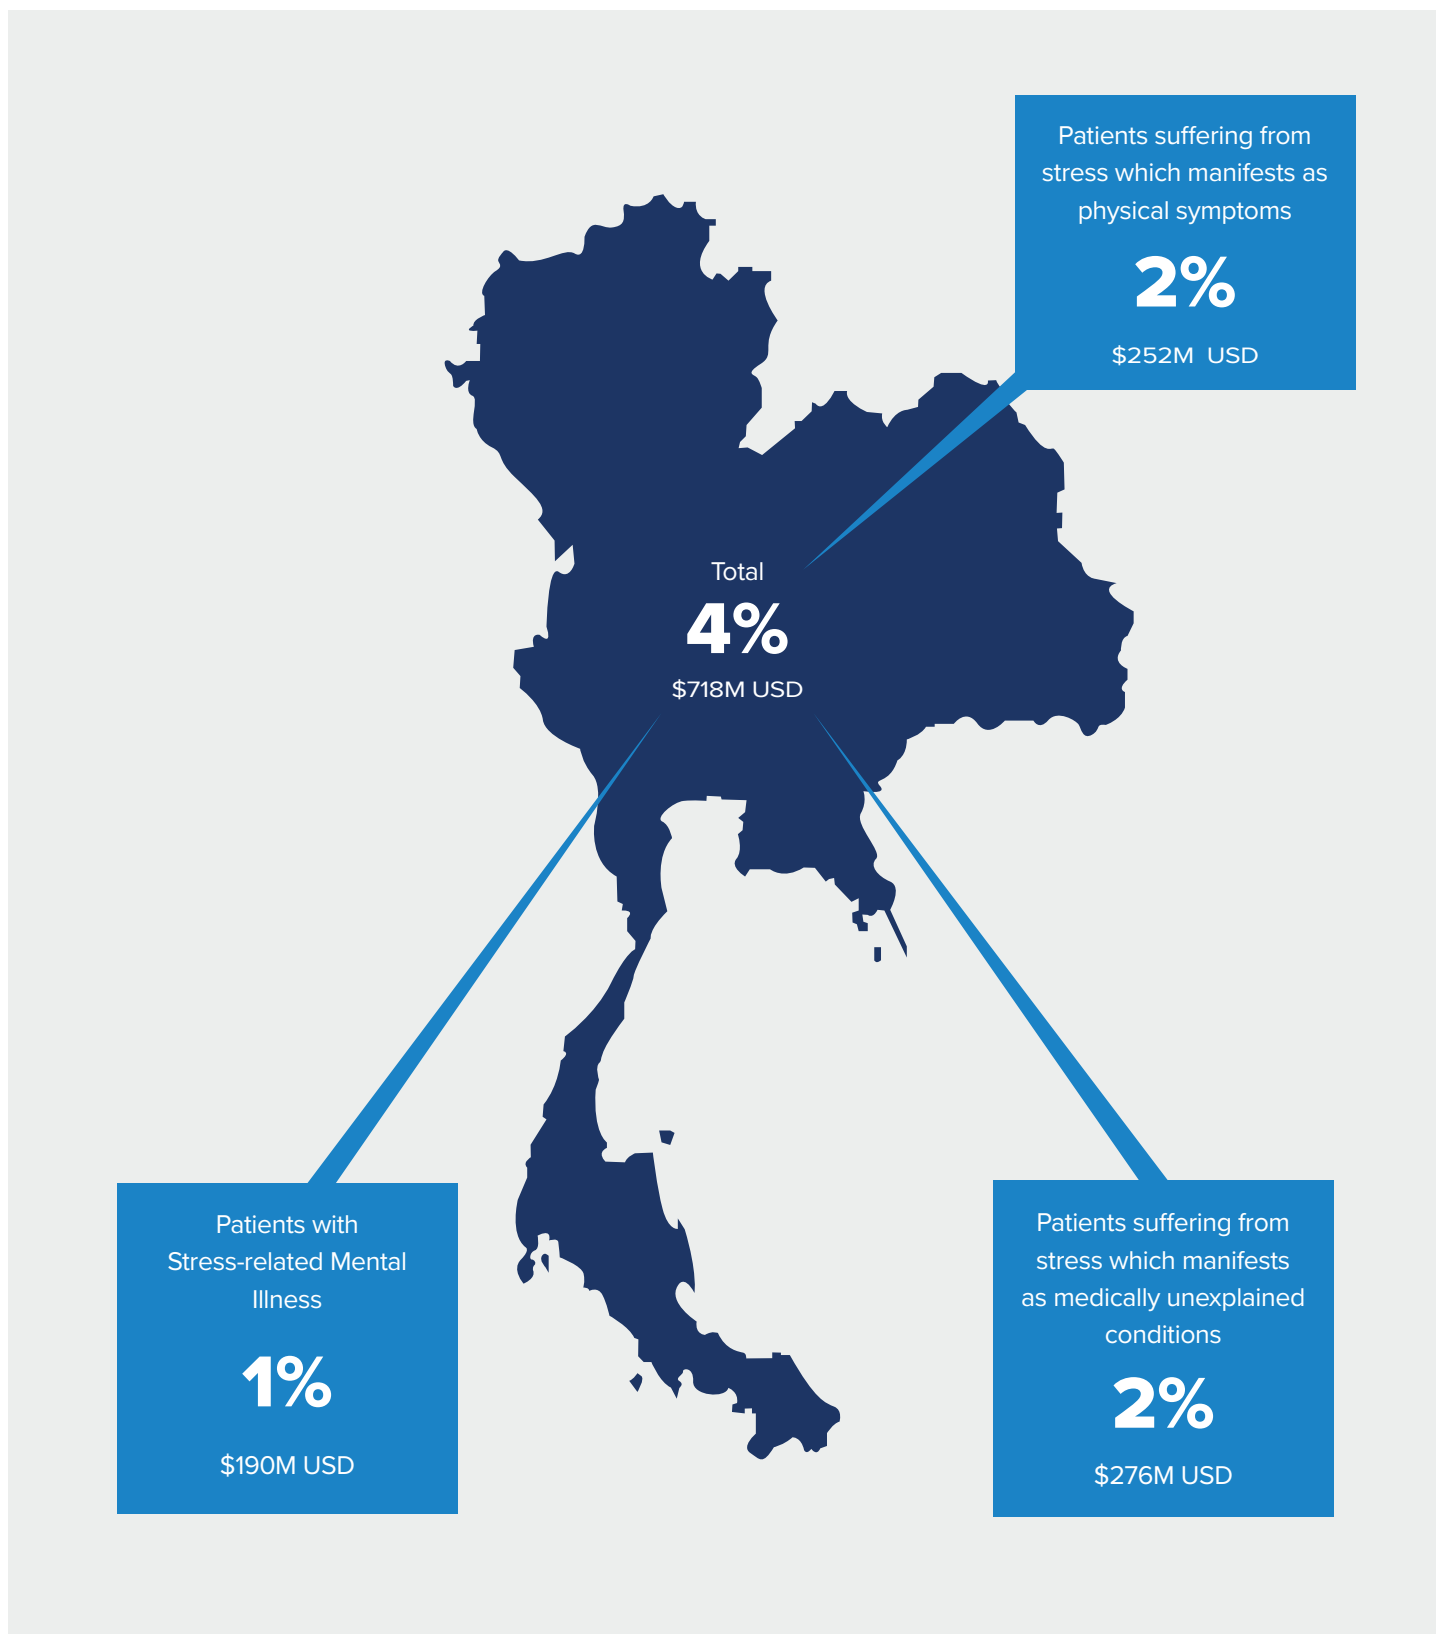 Patients suffering from
stress which manifests as
physical symptoms
2%
$252M USD
Total
4%
$718M USD
Patients with
Stress-related Mental
Illness
1%
$190M USD
Patients suffering from
stress which manifests
as medically unexplained
conditions
2%
$276M USD